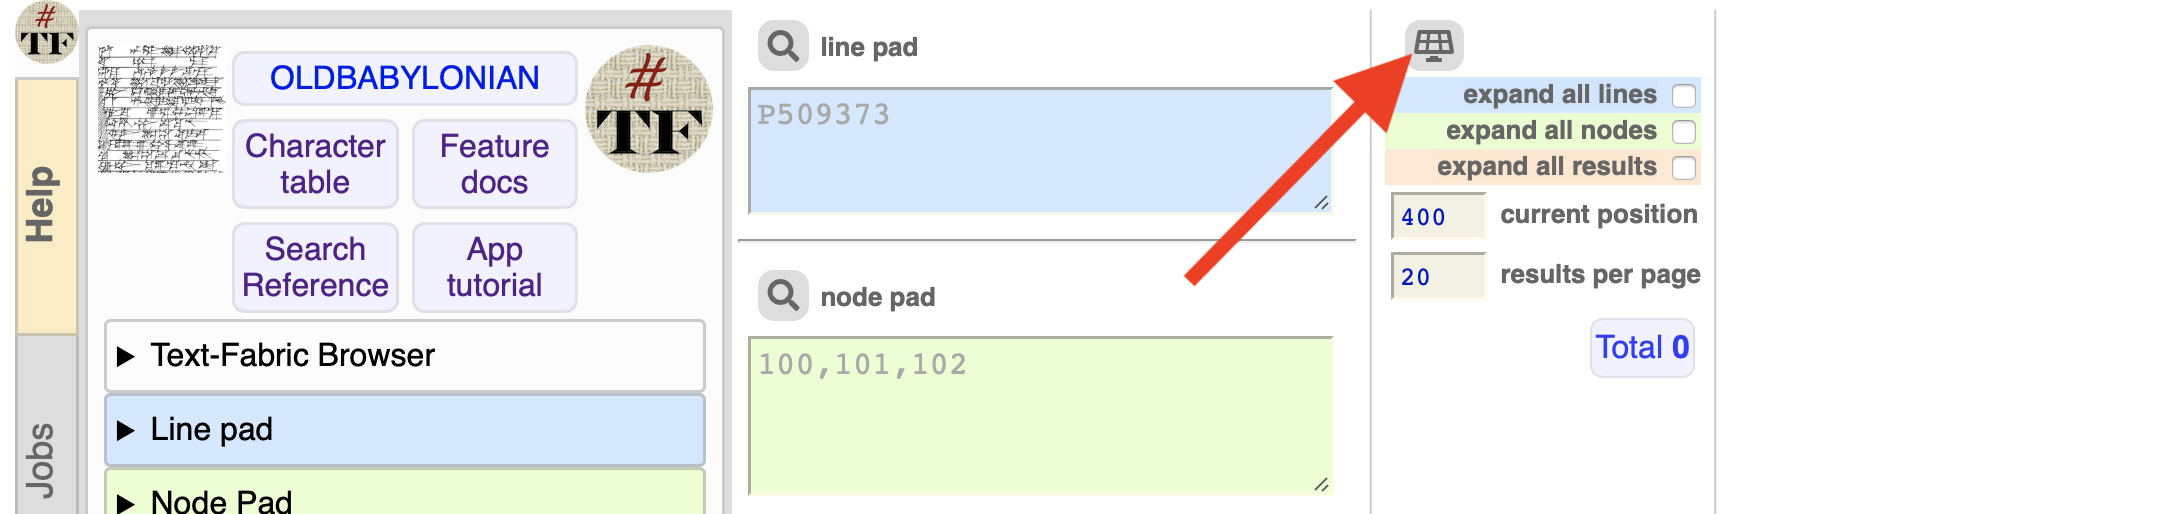 #
TF
Help
Jobs
OLDBABYLONIAN
Character
table
Feature
docs
Search
Reference
App
tutorial
#
TF
Text-Fabric Browser
Line pad
Node Pad
line pad
P509373
node pad
100,101,102
expand all lines
expand all nodes
expand all results
400 current position
20 results per page
Total 0